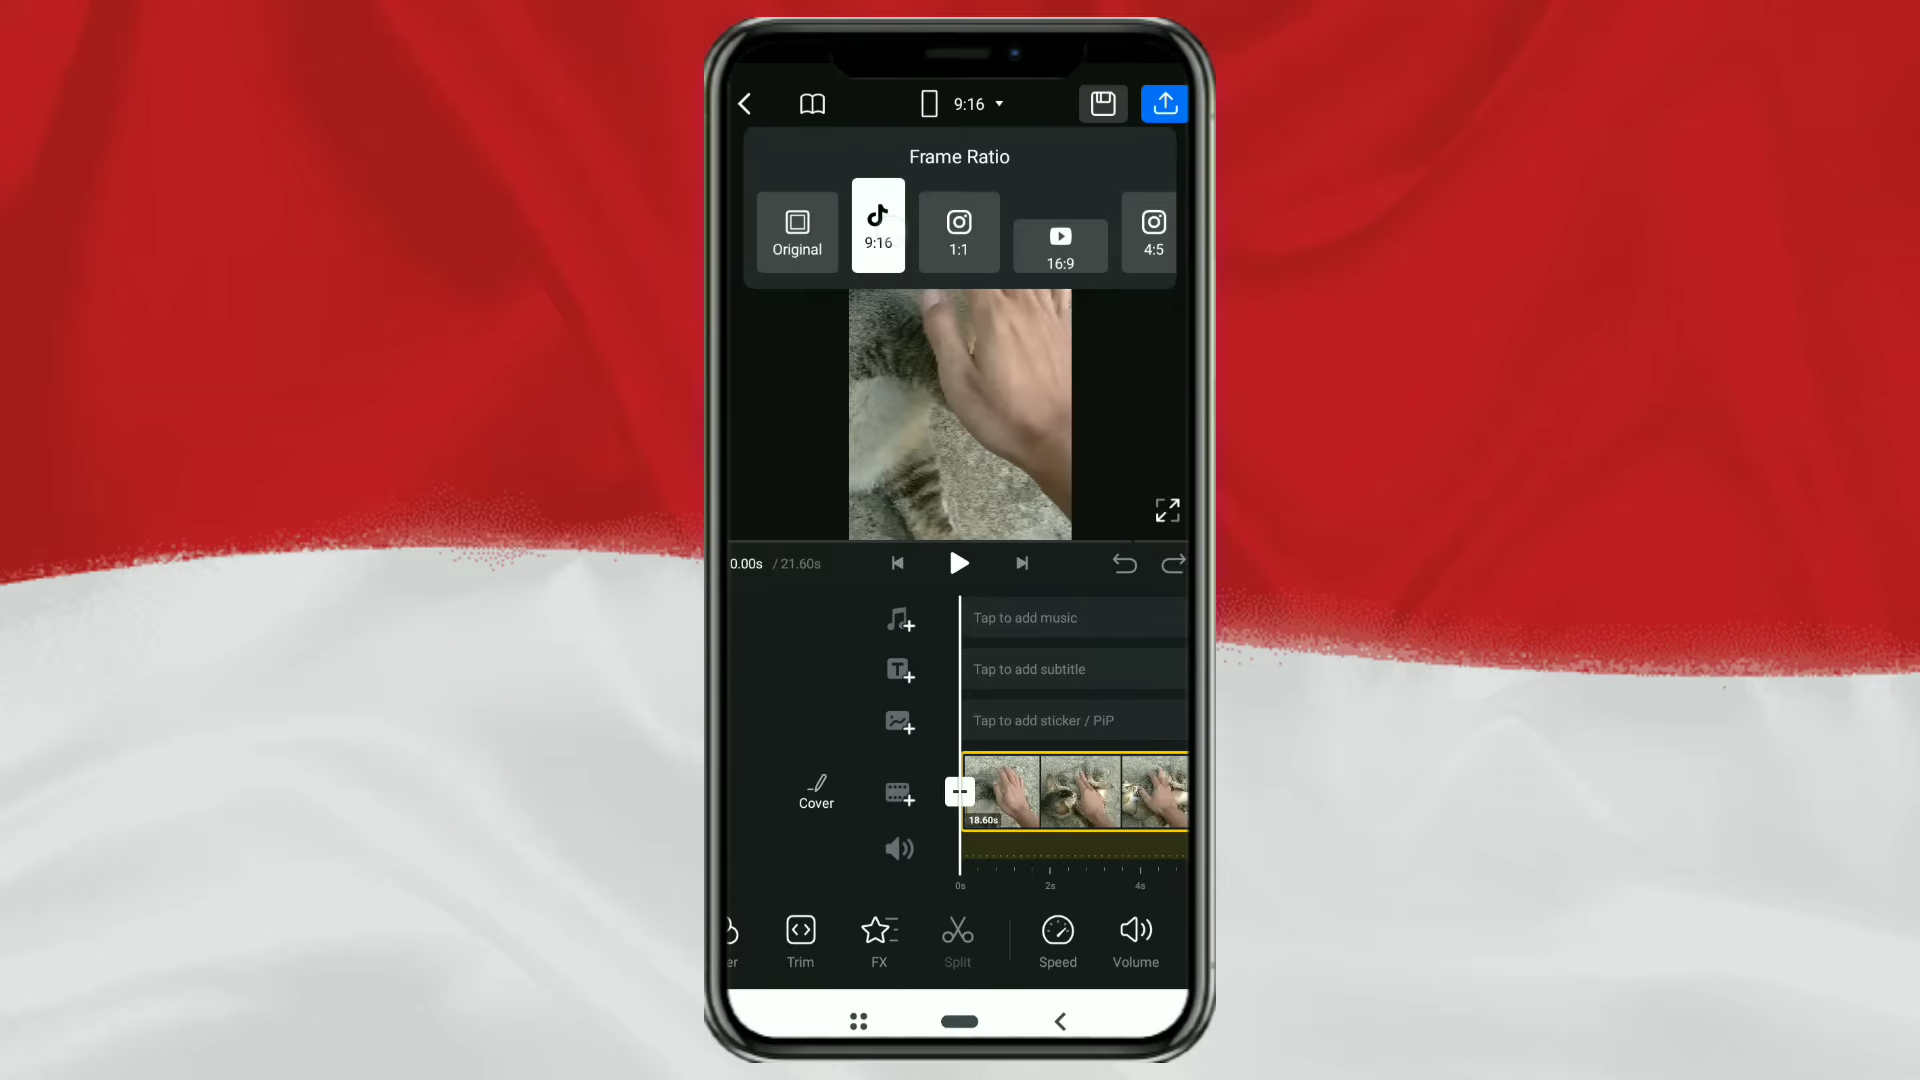 9:16
Frame Ratio
Original
9:16
1:1
16:9
4:5
0.00s / 21.60s
Tap to add music
Tap to add subtitle
Tap to add sticker / PiP
Cover
18.60s
0s 2s 4s
er
Trim
FX
Split
Speed
Volume